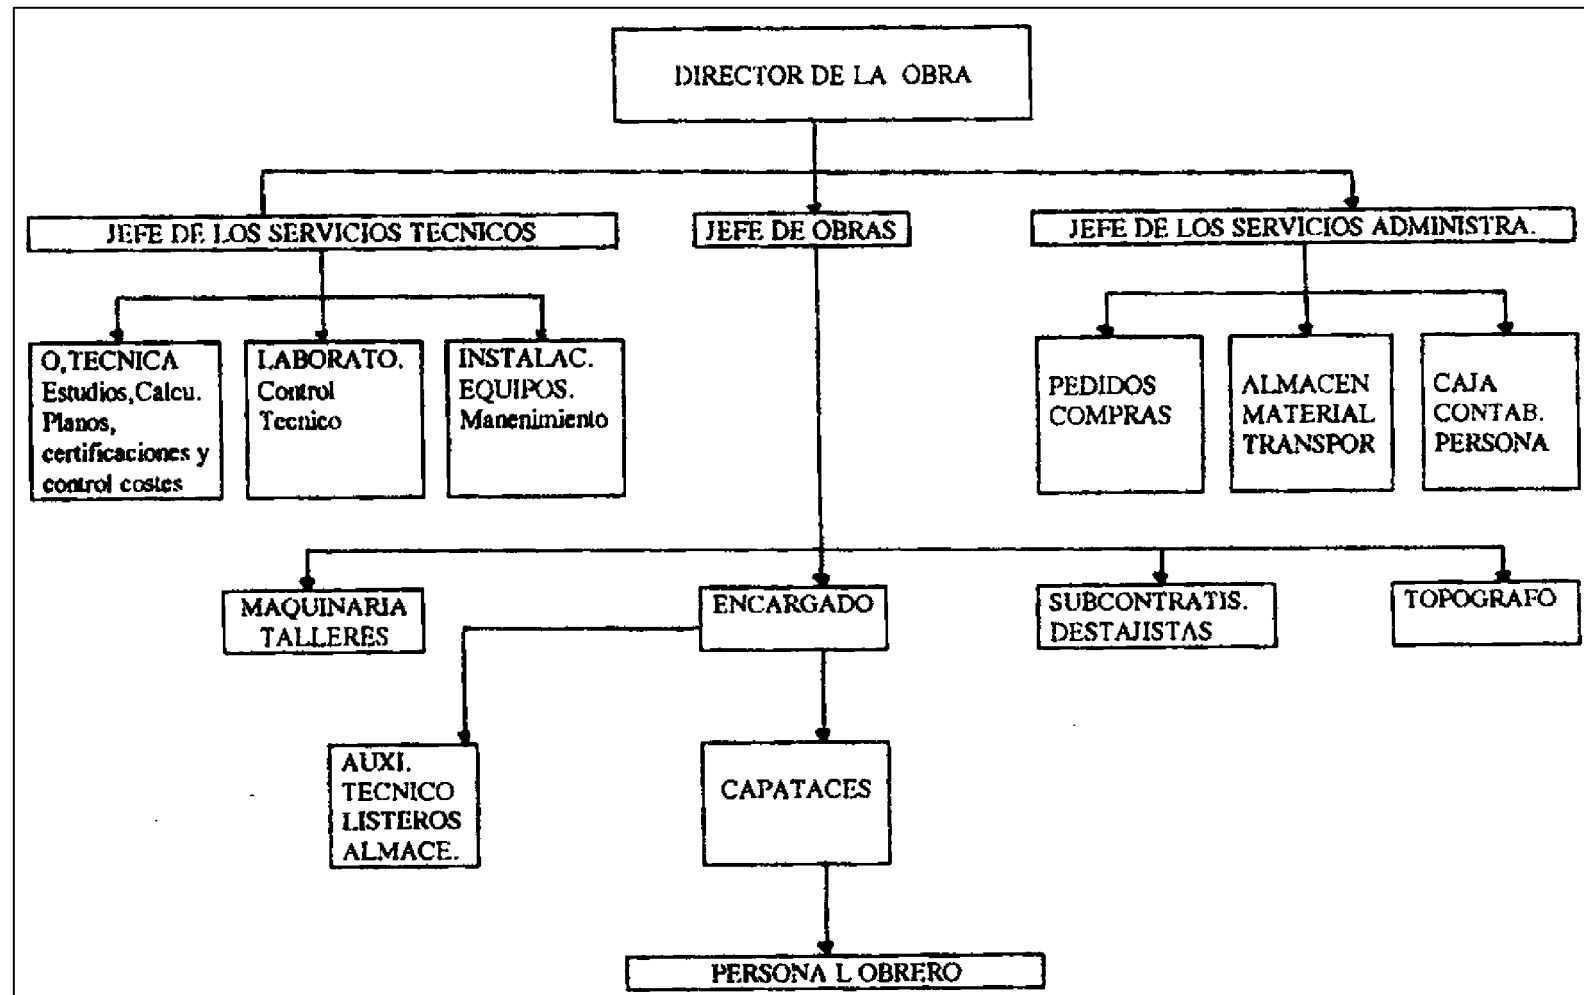 DIRECTOR DE LA OBRA
JEFE DE LOS SERVICIOS TECNICOS
JEFE DE OBRAS
JEFE DE LOS SERVICIOS ADMINISTRA.
O,TECNICA
Estudios,Calcu.
Planos,
certificaciones y
control costes
LABORATO.
Control
Tecnico
INSTALAC.
EQUIPOS.
Manenimiento
PEDIDOS
COMPRAS
ALMACEN
MATERIAL
TRANSPOR
CAJA
CONTAB.
PERSONA
MAQUINARIA
TALLERES
ENCARGADO
SUBCONTRATIS.
DESTAJISTAS
TOPOGRAFO
AUXI.
TECNICO
LISTEROS
ALMACE.
CAPATACES
PERSONA L OBRERO